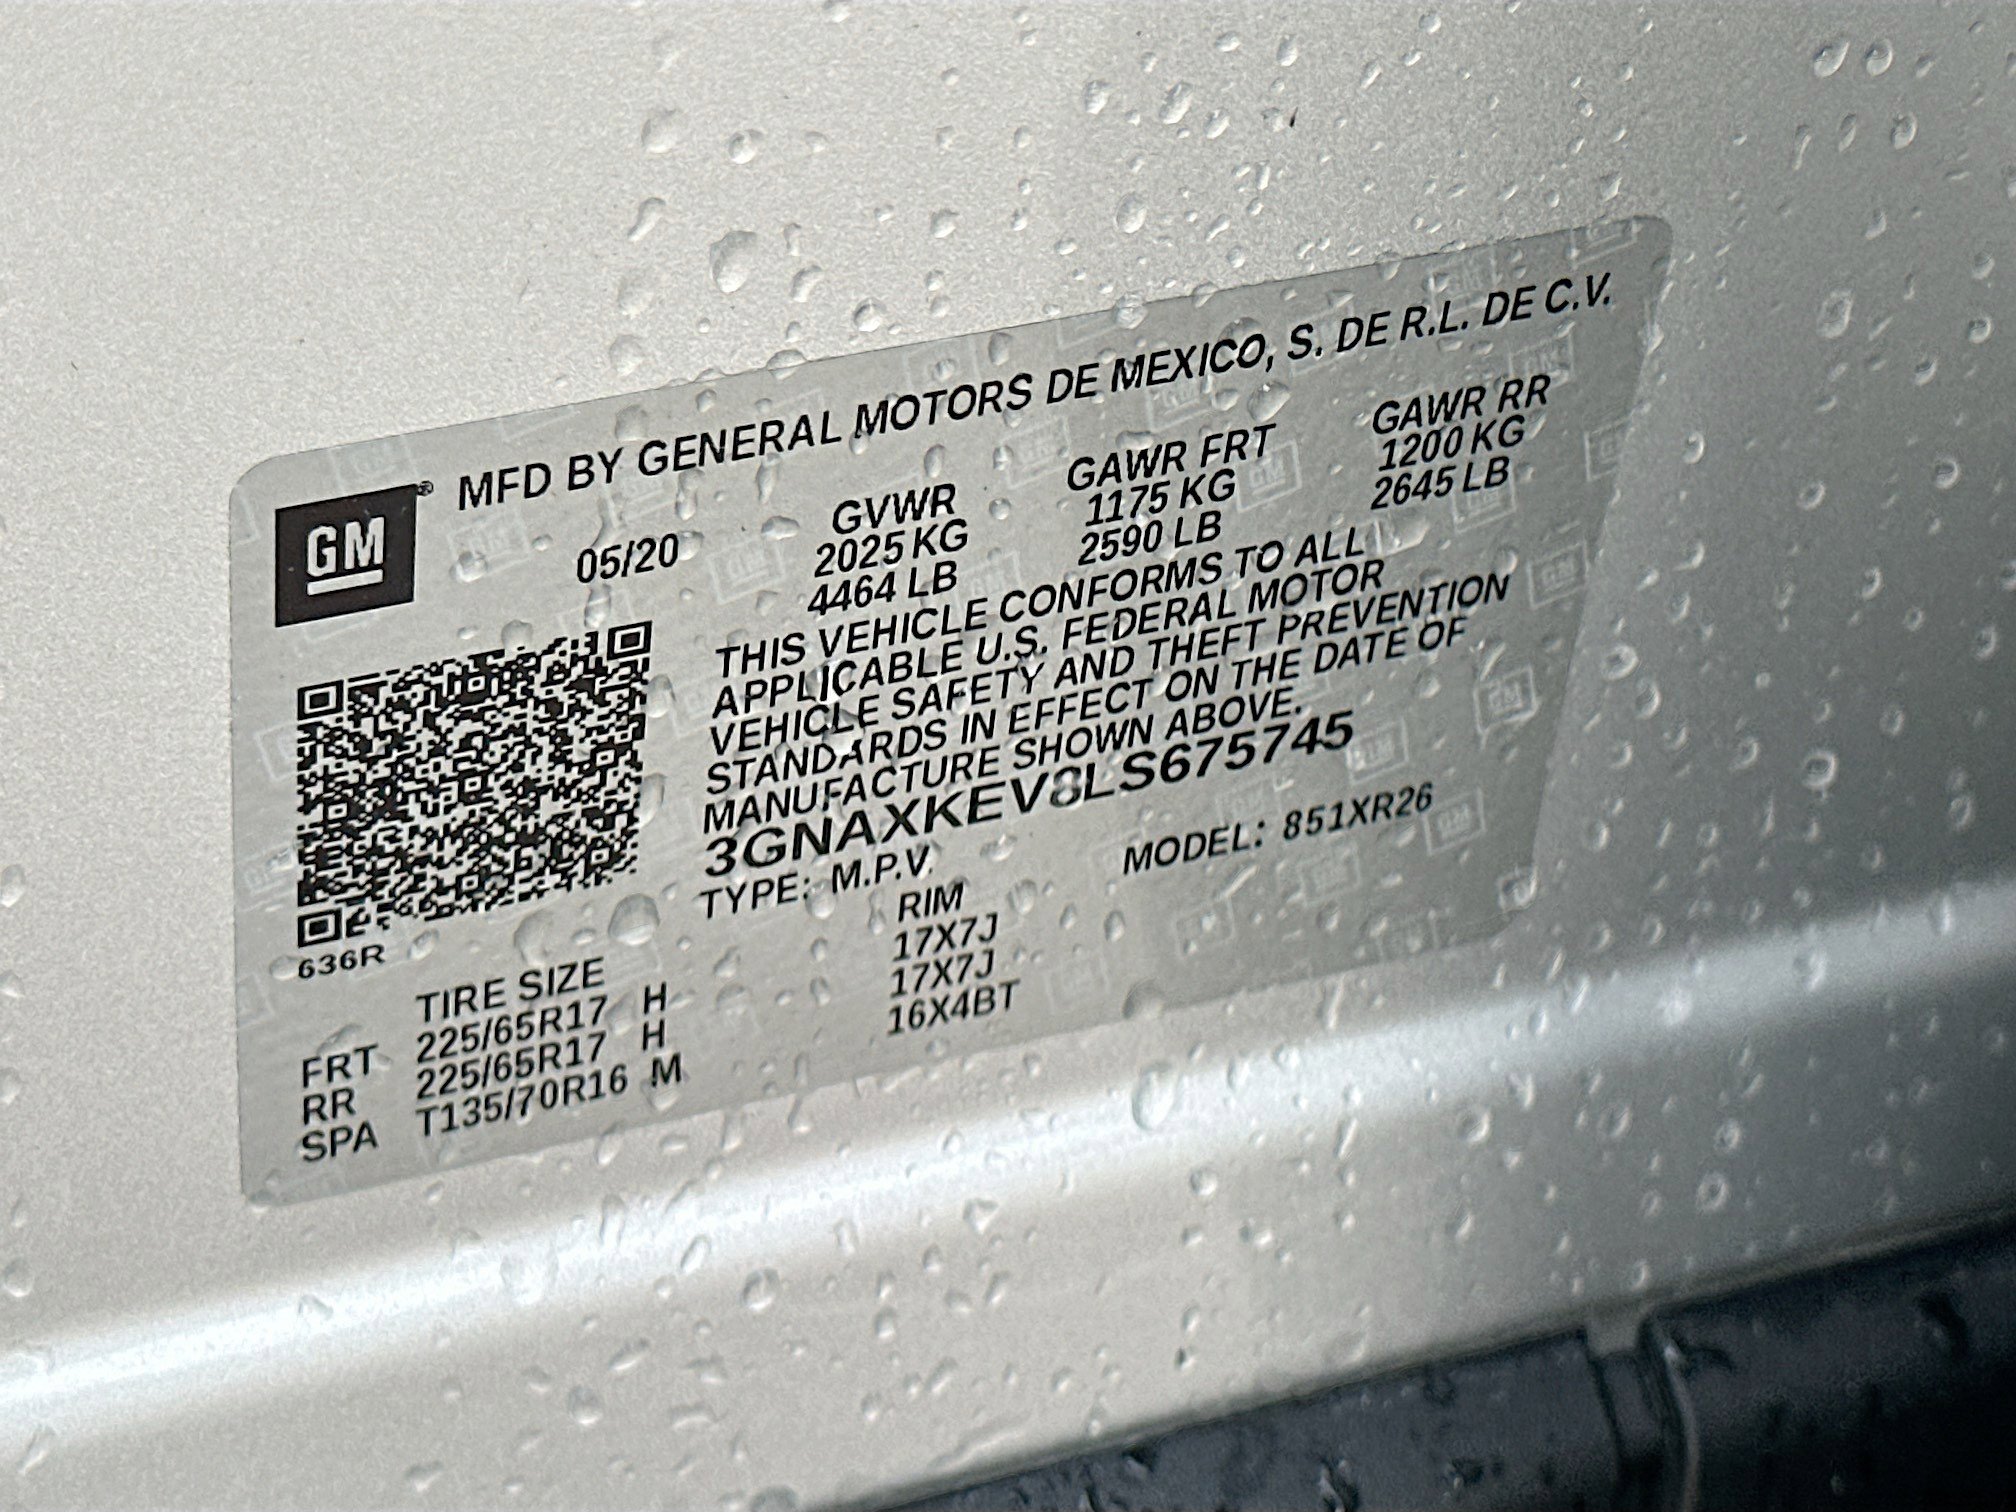 GM® MFD BY GENERAL MOTORS DE MEXICO, S. DE R.L. DE C.V.
05/20 GVWR GAWR FRT GAWR RR
2025 KG 1175 KG 1200 KG
4464 LB 2590 LB 2645 LB
THIS VEHICLE CONFORMS TO ALL
APPLICABLE U.S. FEDERAL MOTOR
VEHICLE SAFETY AND THEFT PREVENTION
STANDARDS IN EFFECT ON THE DATE OF
MANUFACTURE SHOWN ABOVE.
3GNAXKEV8LS675745
TYPE: M.P.V. MODEL: 851XR26
636R
TIRE SIZE RIM
FRT 225/65R17 H 17X7J
RR 225/65R17 H 17X7J
SPA T135/70R16 M 16X4BT